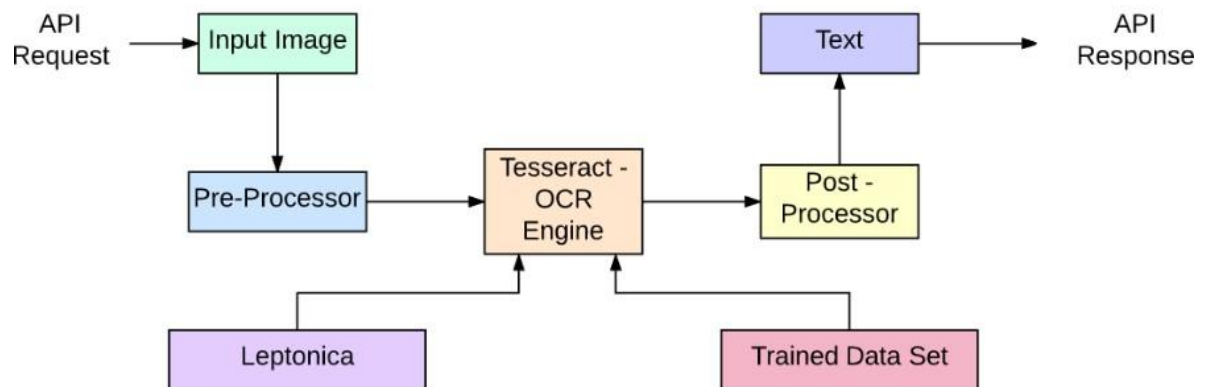 API
Request
Input Image
Text
API
Response
Pre-Processor
Tesseract -
OCR
Engine
Post -
Processor
Leptonica
Trained Data Set